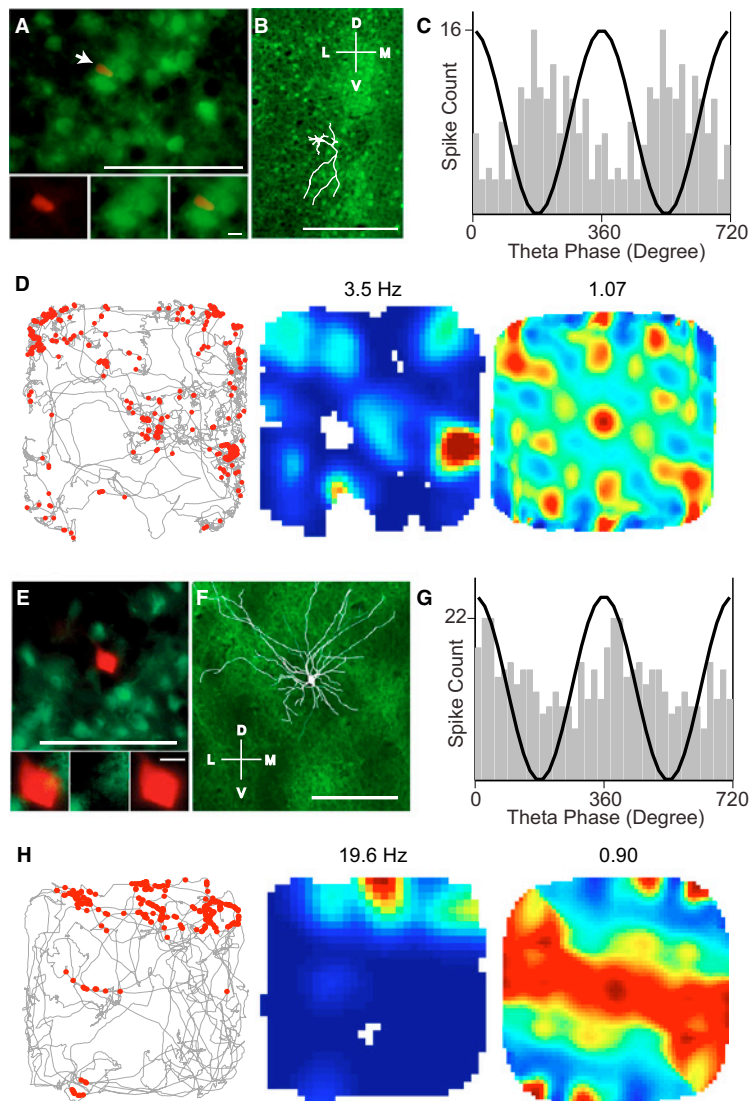 A
B
D
L
M
V
C
16
Spike Count
0
360
720
Theta Phase (Degree)
D
3.5 Hz
1.07
E
F
D
L
M
V
G
22
Spike Count
0
360
720
Theta Phase (Degree)
H
19.6 Hz
0.90